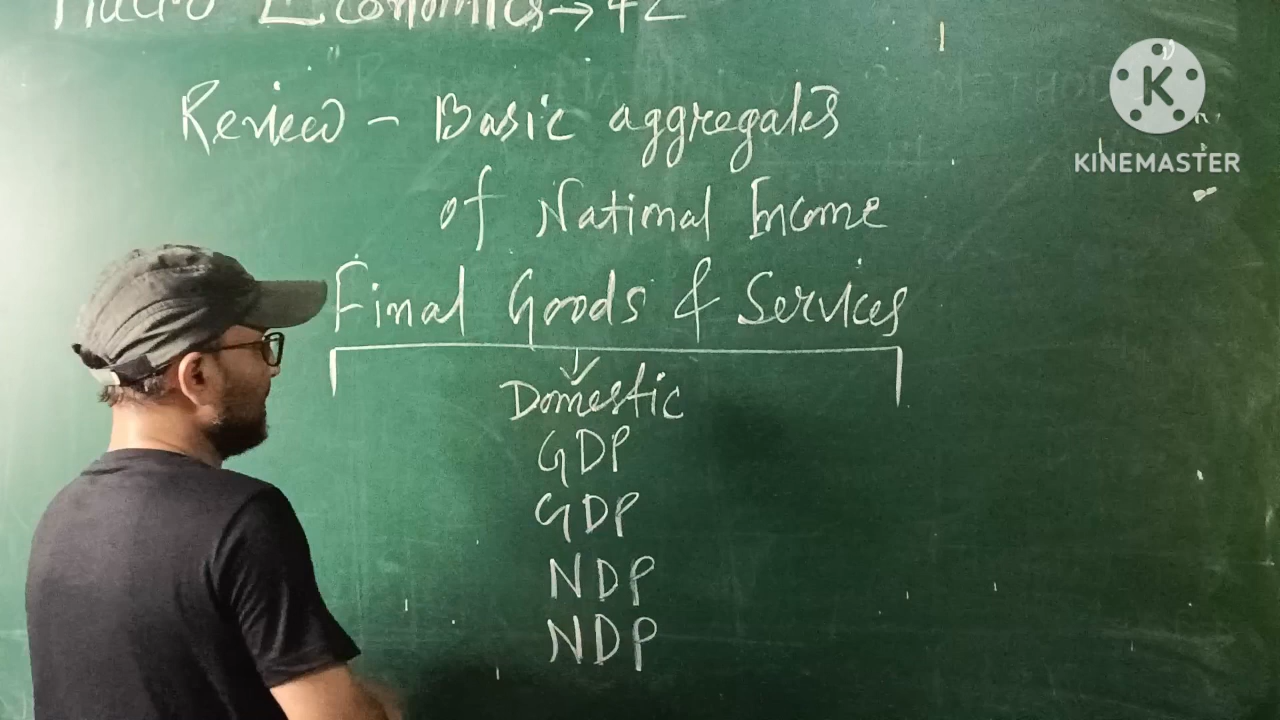 Macro Economics → 42
Review - Basic aggregates
of National Income
Final Goods & Services
Domestic
GDP
GDP
NDP
NDP
K
KINEMASTER